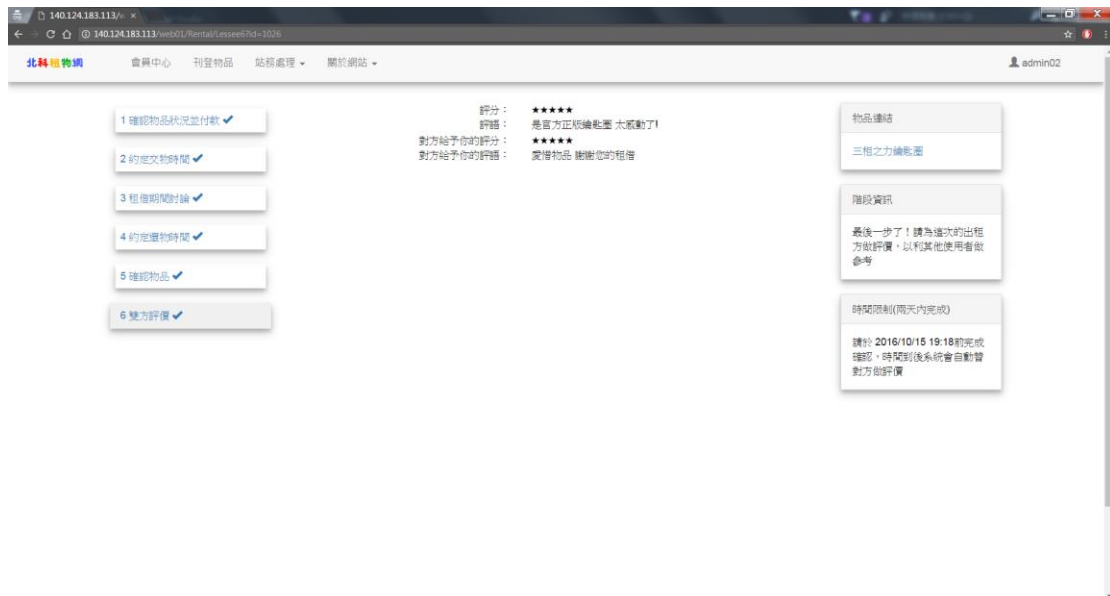 140.124.183.113/
140.124.183.113/web01/Rental/Lessee6?id=1026
北科租物網
會員中心
刊登物品
站務處理
關於網站
admin02
1 確認物品狀況並付款
2 約定交物時間
3 租借期間討論
4 約定還物時間
5 確認物品
6 雙方評價
評分： ★★★★★
評語： 是官方正版鑰匙圈 太感動了!
對方給予你的評分： ★★★★★
對方給予你的評語： 愛惜物品 謝謝您的租借
物品連結
三相之力鑰匙圈
階段資訊
最後一步了！請為這次的出租
方做評價，以利其他使用者做
參考
時間限制(兩天內完成)
請於 2016/10/15 19:18前完成
確認，時間到後系統會自動替
對方做評價